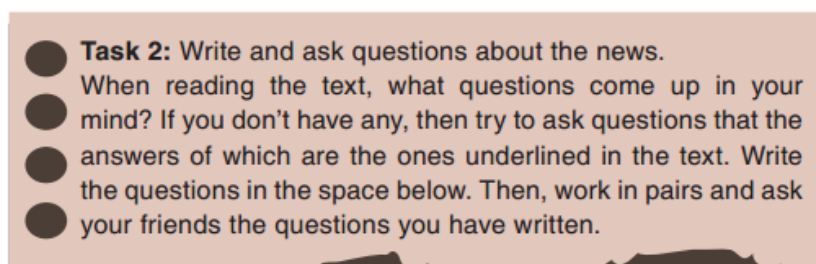 Task 2: Write and ask questions about the news.
When reading the text, what questions come up in your
mind? If you don't have any, then try to ask questions that the
answers of which are the ones underlined in the text. Write
the questions in the space below. Then, work in pairs and ask
your friends the questions you have written.